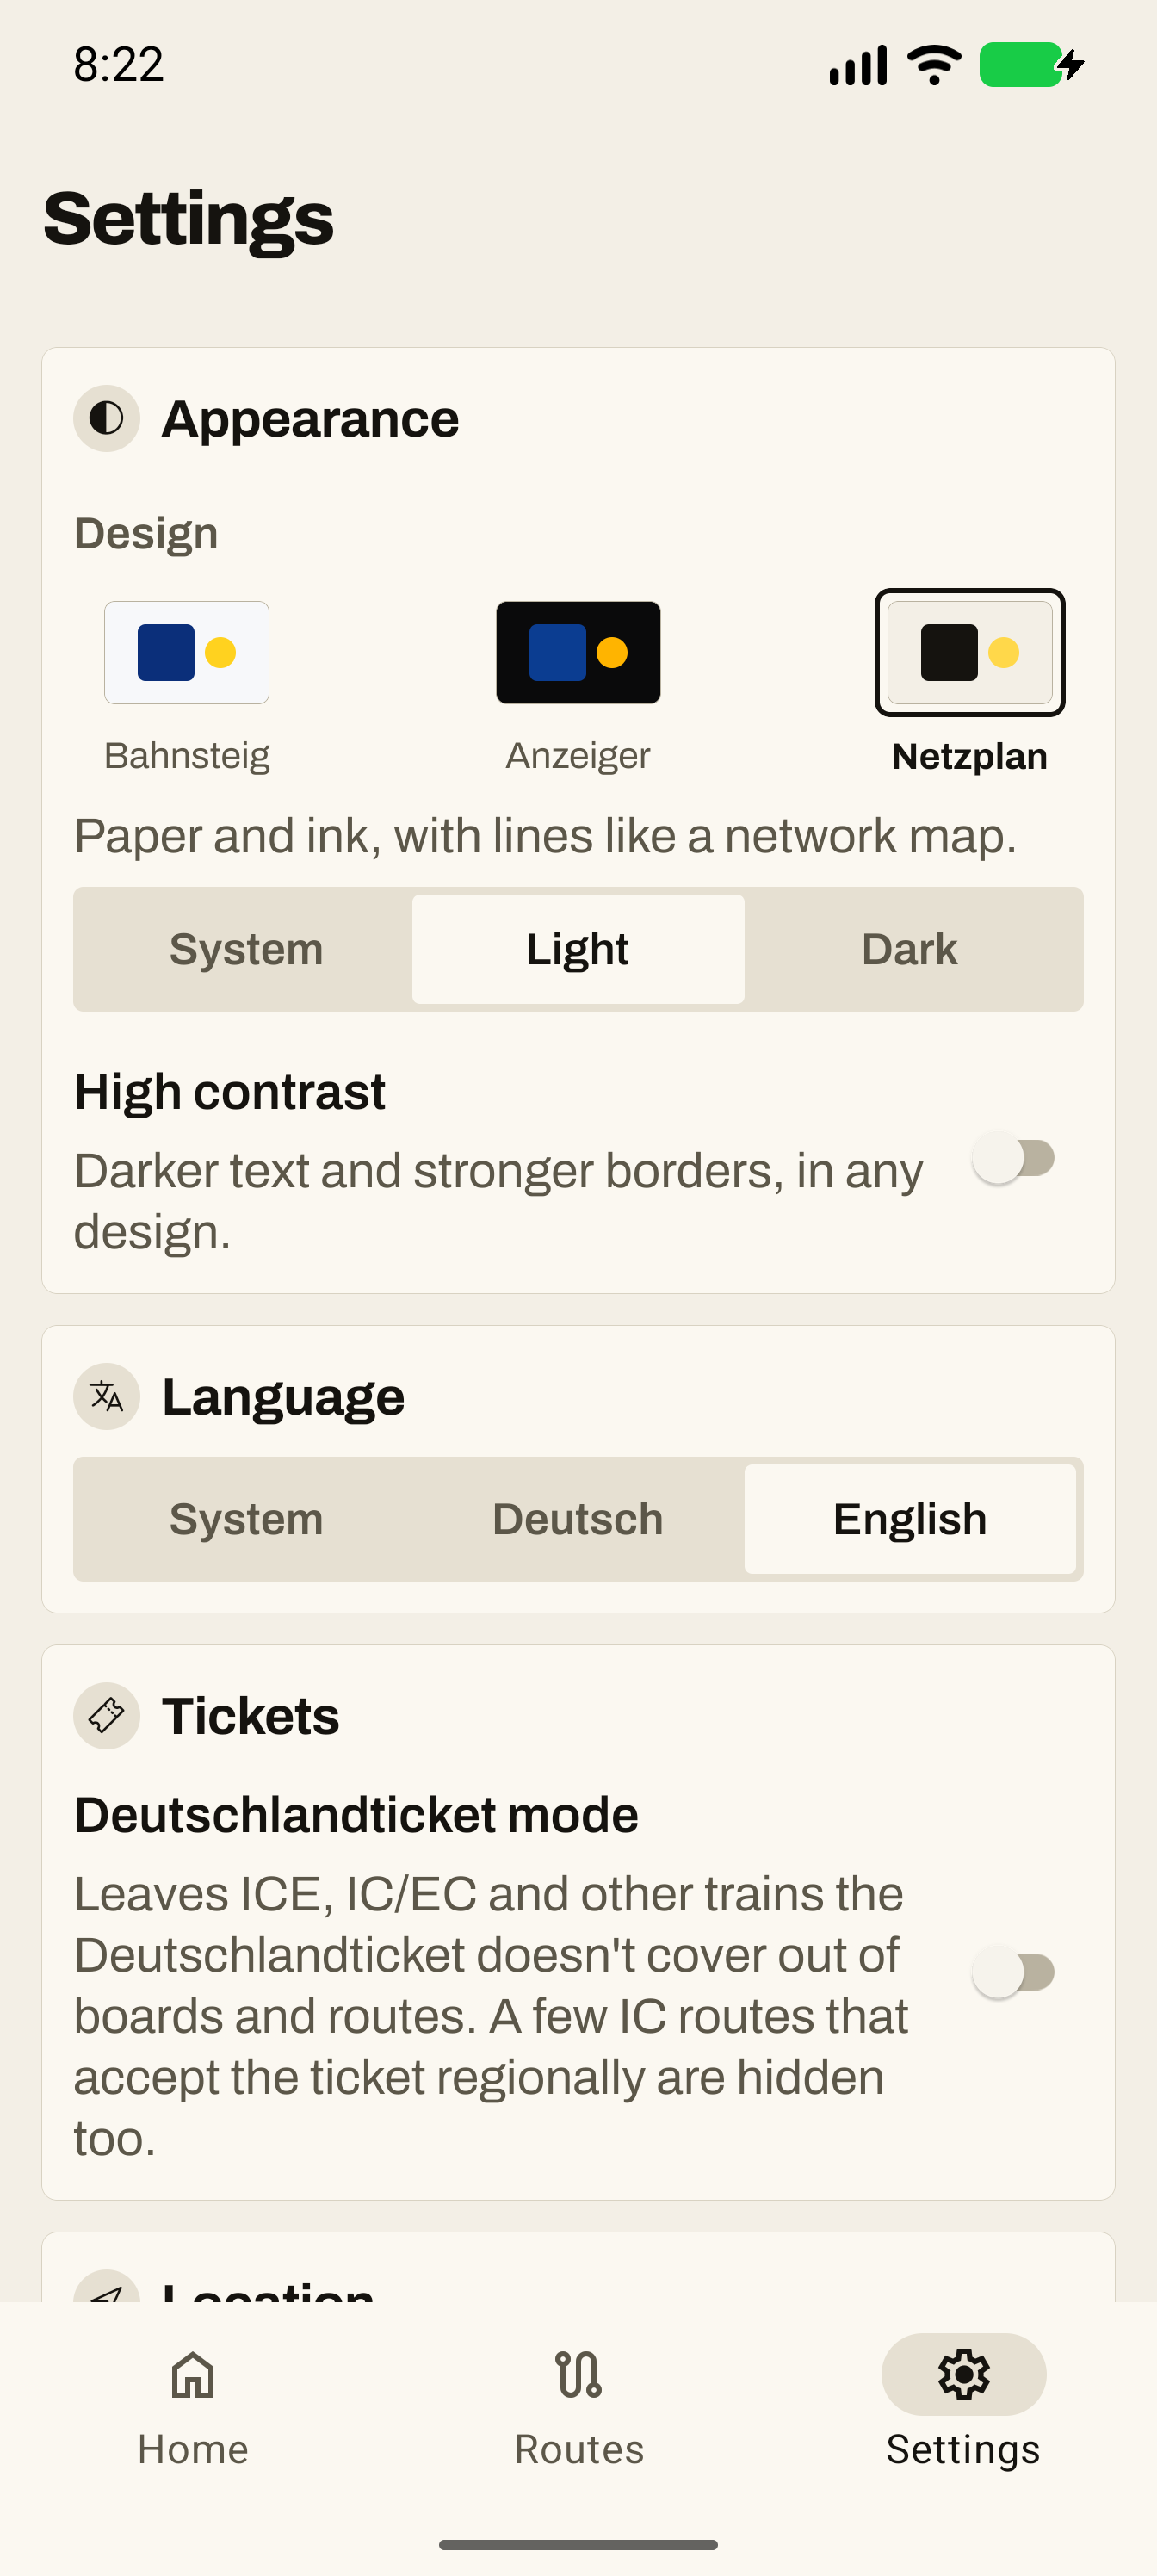 8:22
Settings
Appearance
Design
Bahnsteig
Anzeiger
Netzplan
Paper and ink, with lines like a network map.
System
Light
Dark
High contrast
Darker text and stronger borders, in any
design.
Language
System
Deutsch
English
Tickets
Deutschlandticket mode
Leaves ICE, IC/EC and other trains the
Deutschlandticket doesn't cover out of
boards and routes. A few IC routes that
accept the ticket regionally are hidden
too.
Location
Home
Routes
Settings